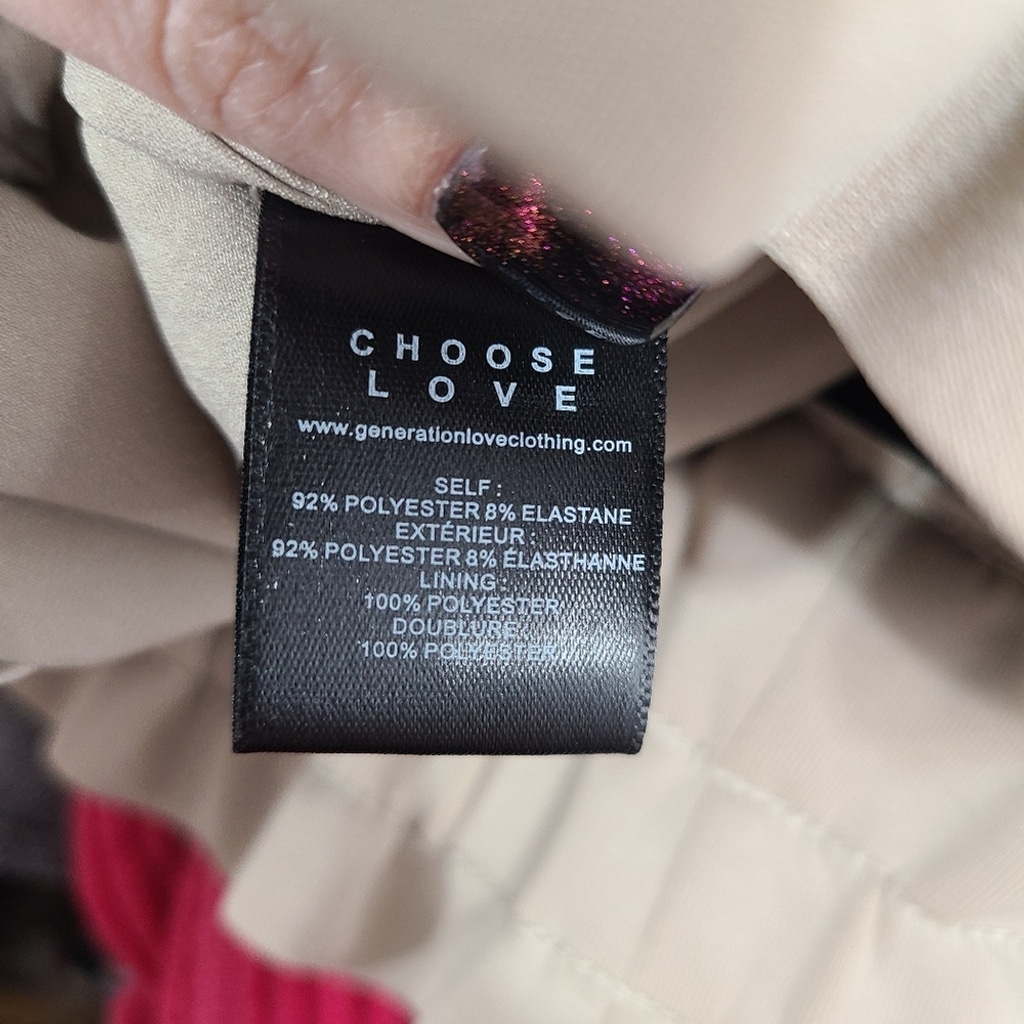 CHOOSE
LOVE
www.generationloveclothing.com
SELF :
92% POLYESTER 8% ELASTANE
EXTÉRIEUR :
92% POLYESTER 8% ÉLASTHANNE
LINING:
100% POLYESTER
DOUBLURE:
100% POLYESTER